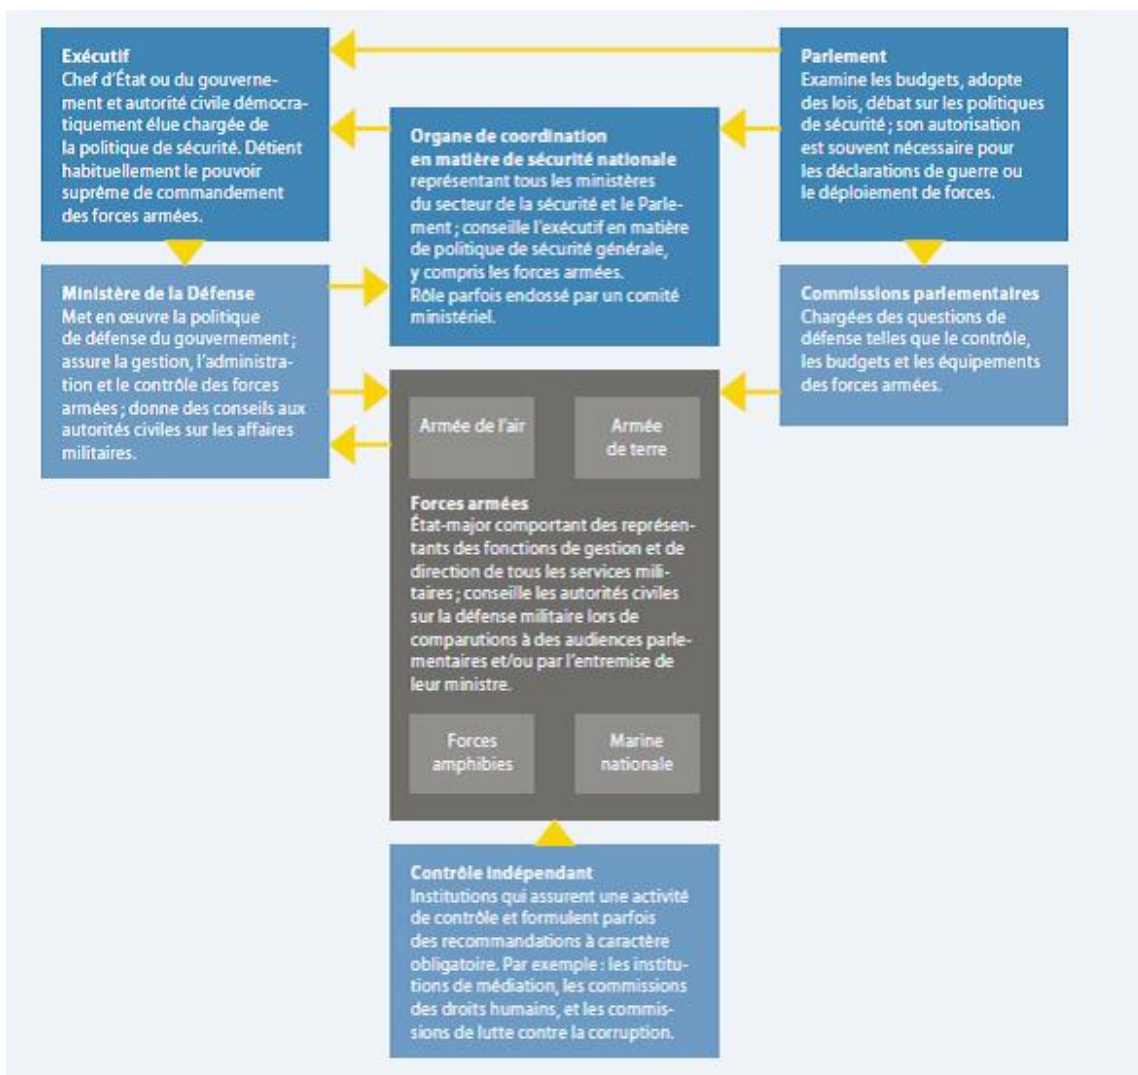 Exécutif
Chef d’État ou du gouverne-
ment et autorité civile démocra-
tiquement élue chargée de
la politique de sécurité. Détient
habituellement le pouvoir
suprême de commandement
des forces armées.
Organe de coordination
en matière de sécurité nationale
représentant tous les ministères
du secteur de la sécurité et le Parle-
ment ; conseille l’exécutif en matière
de politique de sécurité générale,
y compris les forces armées.
Rôle parfois endossé par un comité
ministériel.
Parlement
Examine les budgets, adopte
des lois, débat sur les politiques
de sécurité ; son autorisation
est souvent nécessaire pour
les déclarations de guerre ou
le déploiement de forces.
Ministère de la Défense
Met en œuvre la politique
de défense du gouvernement ;
assure la gestion, l’administra-
tion et le contrôle des forces
armées ; donne des conseils aux
autorités civiles sur les affaires
militaires.
Commissions parlementaires
Chargées des questions de
défense telles que le contrôle,
les budgets et les équipements
des forces armées.
Armée de l’air
Armée
de terre
Forces armées
État-major comportant des représen-
tants des fonctions de gestion et de
direction de tous les services mili-
taires ; conseille les autorités civiles
sur la défense militaire lors de
comparutions à des audiences parle-
mentaires et/ou par l’entremise de
leur ministre.
Forces
amphibies
Marine
nationale
Contrôle indépendant
Institutions qui assurent une activité
de contrôle et formulent parfois
des recommandations à caractère
obligatoire. Par exemple : les institu-
tions de médiation, les commissions
des droits humains, et les commis-
sions de lutte contre la corruption.